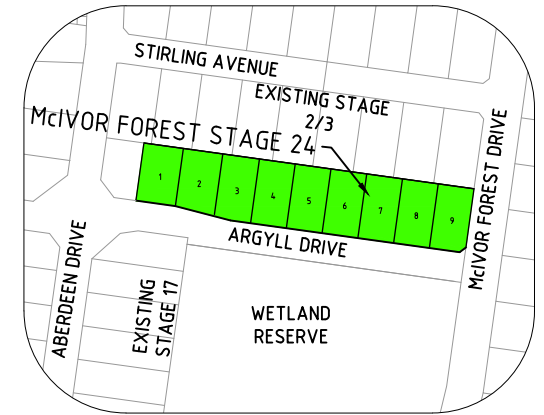 STIRLING AVENUE
EXISTING STAGE
2/3
McIVOR FOREST STAGE 24
1
2
3
4
5
6
7
8
9
McIVOR FOREST DRIVE
ARGYLL DRIVE
ABERDEEN DRIVE
EXISTING
STAGE 17
WETLAND
RESERVE